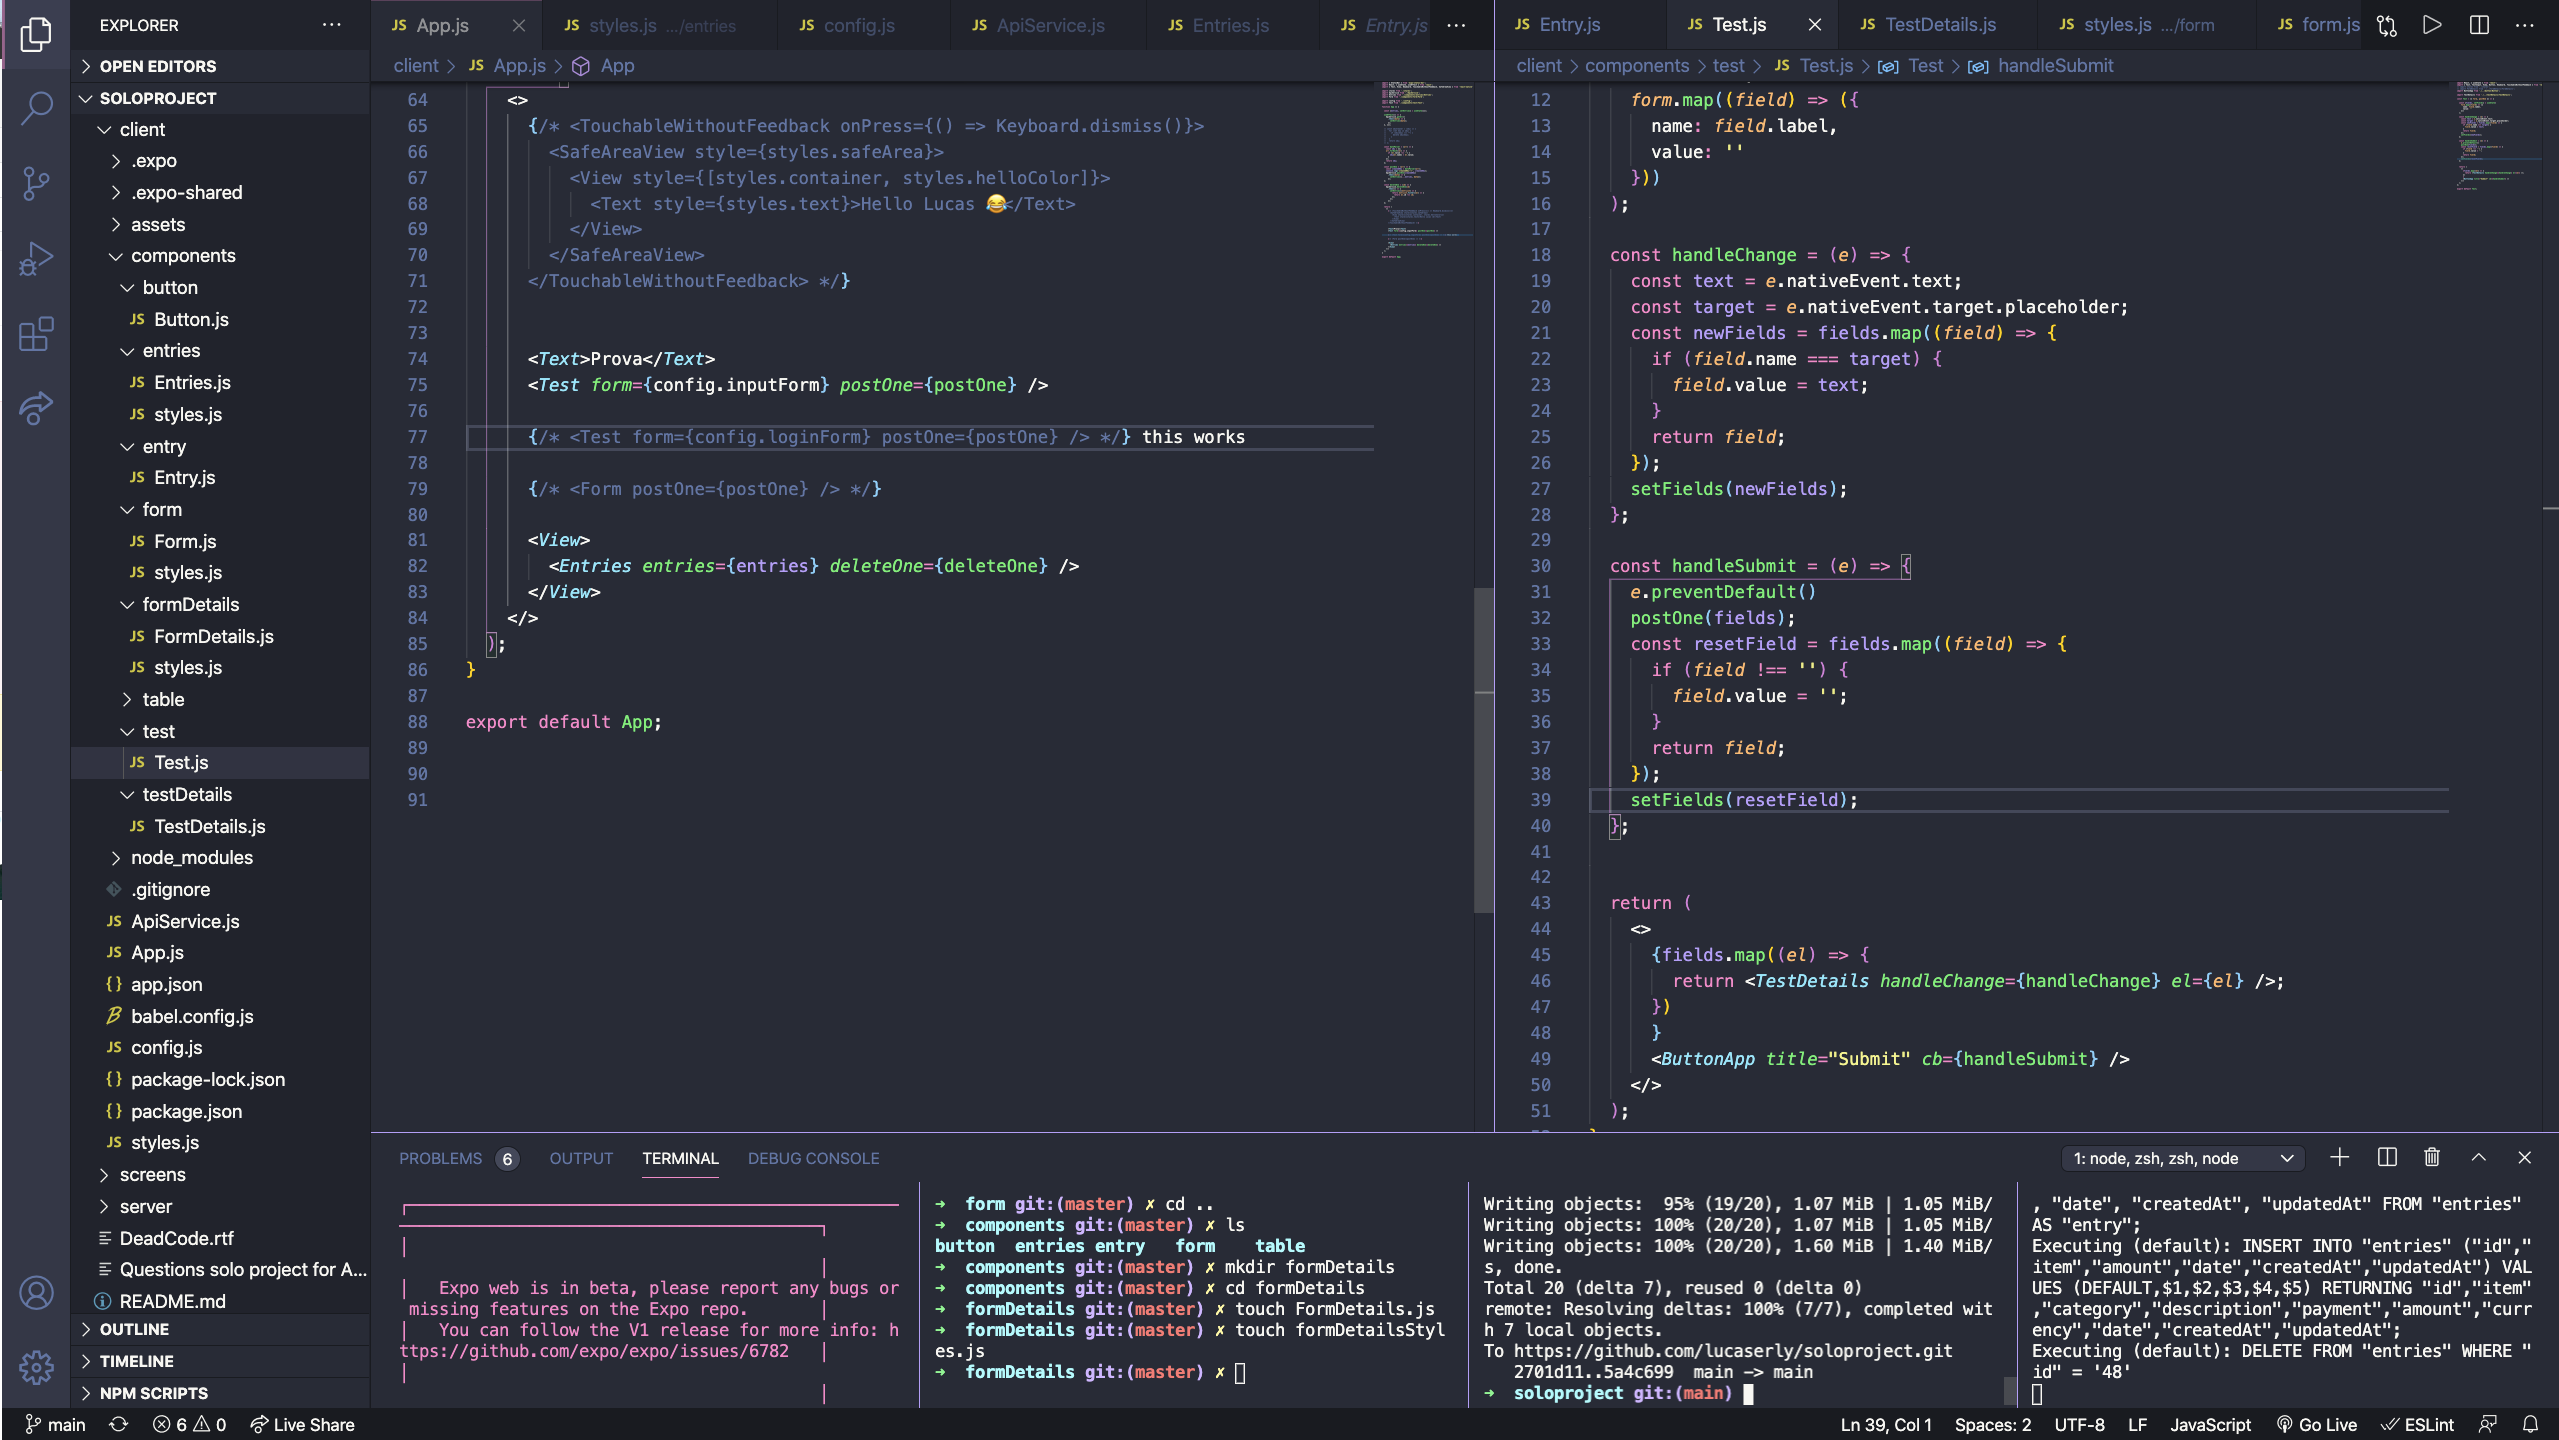 EXPLORER
OPEN EDITORS
SOLOPROJECT
client
.expo
.expo-shared
assets
components
button
JS Button.js
entries
JS Entries.js
JS styles.js
entry
JS Entry.js
form
JS Form.js
JS styles.js
formDetails
JS FormDetails.js
JS styles.js
table
test
JS Test.js
testDetails
JS TestDetails.js
node_modules
.gitignore
JS ApiService.js
JS App.js
{} app.json
babel.config.js
JS config.js
{} package-lock.json
{} package.json
JS styles.js
screens
server
DeadCode.rtf
Questions solo project for A...
README.md
OUTLINE
TIMELINE
NPM SCRIPTS
JS App.js
JS styles.js .../entries
JS config.js
JS ApiService.js
JS Entries.js
JS Entry.js
client > JS App.js > App
64 <>
65 {/* <TouchableWithoutFeedback onPress={() => Keyboard.dismiss()}>
66 <SafeAreaView style={styles.safeArea}>
67 <View style={[styles.container, styles.helloColor]}>
68 <Text style={styles.text}>Hello Lucas 😂</Text>
69 </View>
70 </SafeAreaView>
71 </TouchableWithoutFeedback> */}
72
73
74 <Text>Prova</Text>
75 <Test form={config.inputForm} postOne={postOne} />
76
77 {/* <Test form={config.loginForm} postOne={postOne} /> */} this works
78
79 {/* <Form postOne={postOne} /> */}
80
81 <View>
82 <Entries entries={entries} deleteOne={deleteOne} />
83 </View>
84 </>
85 );
86 }
87
88 export default App;
89
90
91
JS Entry.js
JS Test.js
JS TestDetails.js
JS styles.js .../form
JS form.js
client > components > test > JS Test.js > Test > handleSubmit
12 form.map((field) => ({
13 name: field.label,
14 value: ''
15 }))
16 );
17
18 const handleChange = (e) => {
19 const text = e.nativeEvent.text;
20 const target = e.nativeEvent.target.placeholder;
21 const newFields = fields.map((field) => {
22 if (field.name === target) {
23 field.value = text;
24 }
25 return field;
26 });
27 setFields(newFields);
28 };
29
30 const handleSubmit = (e) => {
31 e.preventDefault()
32 postOne(fields);
33 const resetField = fields.map((field) => {
34 if (field !== '') {
35 field.value = '';
36 }
37 return field;
38 });
39 setFields(resetField);
40 };
41
42
43 return (
44 <>
45 {fields.map((el) => {
46 return <TestDetails handleChange={handleChange} el={el} />;
47 })
48 }
49 <ButtonApp title="Submit" cb={handleSubmit} />
50 </>
51 );
PROBLEMS 6
OUTPUT
TERMINAL
DEBUG CONSOLE
1: node, zsh, zsh, node
Expo web is in beta, please report any bugs or
missing features on the Expo repo. |
| You can follow the V1 release for more info: h
ttps://github.com/expo/expo/issues/6782 |
→ form git:(master) ✗ cd ..
→ components git:(master) ✗ ls
button entries entry form table
→ components git:(master) ✗ mkdir formDetails
→ components git:(master) ✗ cd formDetails
→ formDetails git:(master) ✗ touch FormDetails.js
→ formDetails git:(master) ✗ touch formDetailsStyl
es.js
→ formDetails git:(master) ✗
Writing objects: 95% (19/20), 1.07 MiB | 1.05 MiB/
Writing objects: 100% (20/20), 1.07 MiB | 1.05 MiB/
Writing objects: 100% (20/20), 1.60 MiB | 1.40 MiB/
s, done.
Total 20 (delta 7), reused 0 (delta 0)
remote: Resolving deltas: 100% (7/7), completed wit
h 7 local objects.
To https://github.com/lucaserly/soloproject.git
2701d11..5a4c699 main -> main
→ soloproject git:(main)
, "date", "createdAt", "updatedAt" FROM "entries"
AS "entry";
Executing (default): INSERT INTO "entries" ("id","
item","amount","date","createdAt","updatedAt") VAL
UES (DEFAULT,$1,$2,$3,$4,$5) RETURNING "id","item"
,"category","description","payment","amount","curr
ency","date","createdAt","updatedAt";
Executing (default): DELETE FROM "entries" WHERE "
id" = '48'
main
6 0
Live Share
Ln 39, Col 1
Spaces: 2
UTF-8
LF
JavaScript
Go Live
ESLint